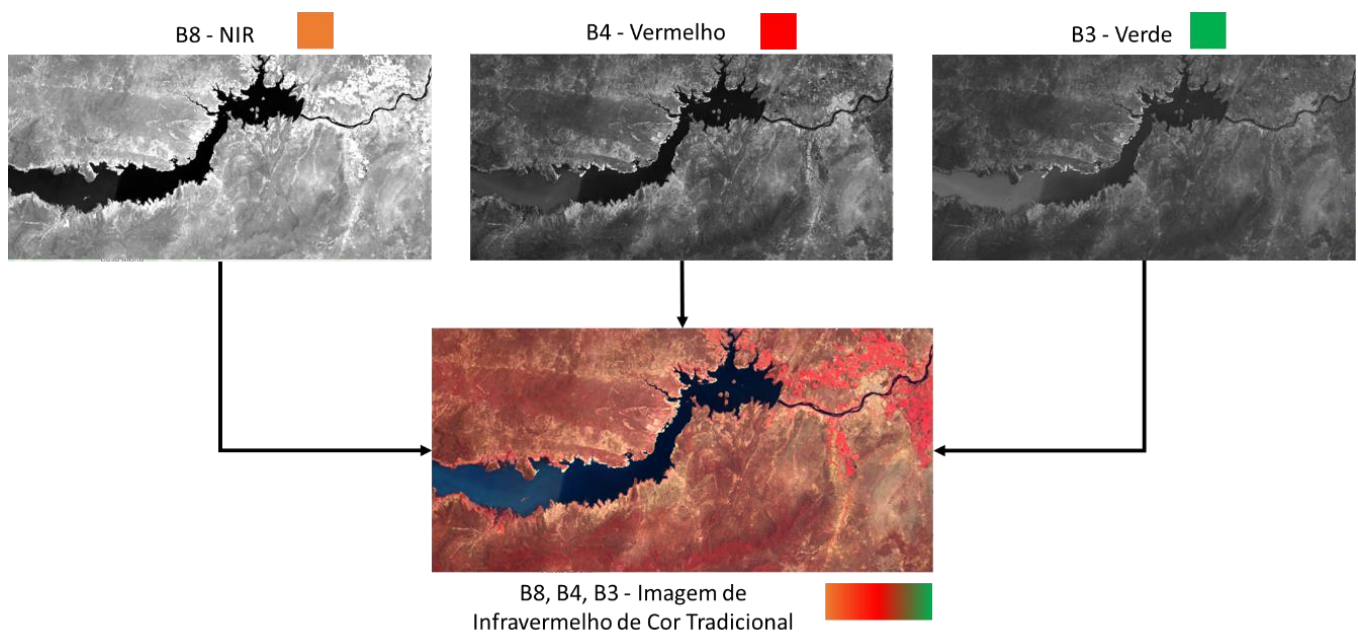 B8 - NIR
B4 - Vermelho
B3 - Verde
B8, B4, B3 - Imagem de
Infravermelho de Cor Tradicional